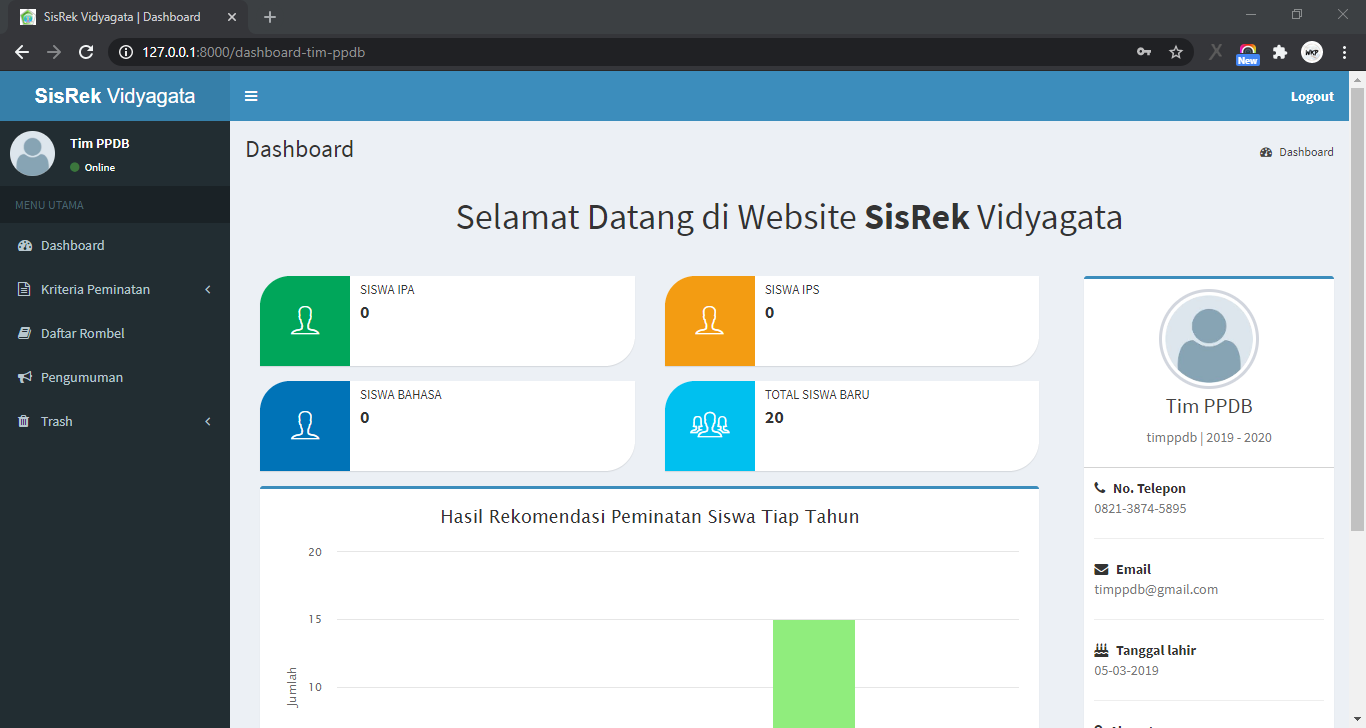 SisRek Vidyagata | Dashboard
127.0.0.1:8000/dashboard-tim-ppdb
New
WKP
SisRek Vidyagata
Logout
Tim PPDB
Online
MENU UTAMA
Dashboard
Kriteria Peminatan
Daftar Rombel
Pengumuman
Trash
Dashboard
Dashboard
Selamat Datang di Website SisRek Vidyagata
SISWA IPA
0
SISWA IPS
0
SISWA BAHASA
0
TOTAL SISWA BARU
20
Hasil Rekomendasi Peminatan Siswa Tiap Tahun
20
15
10
Jumlah
Tim PPDB
timppdb | 2019 - 2020
No. Telepon
0821-3874-5895
Email
timppdb@gmail.com
Tanggal lahir
05-03-2019